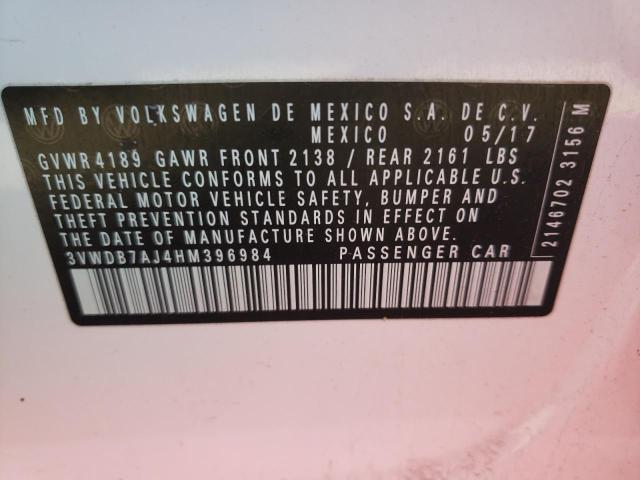 MFD BY VOLKSWAGEN DE MEXICO S.A. DE C.V.
MEXICO 05/17
GVWR 4189 GAWR FRONT 2138 / REAR 2161 LBS
THIS VEHICLE CONFORMS TO ALL APPLICABLE U.S.
FEDERAL MOTOR VEHICLE SAFETY, BUMPER AND
THEFT PREVENTION STANDARDS IN EFFECT ON
THE DATE OF MANUFACTURE SHOWN ABOVE.
3VWDB7AJ4HM396984 PASSENGER CAR
2146702 3156 M